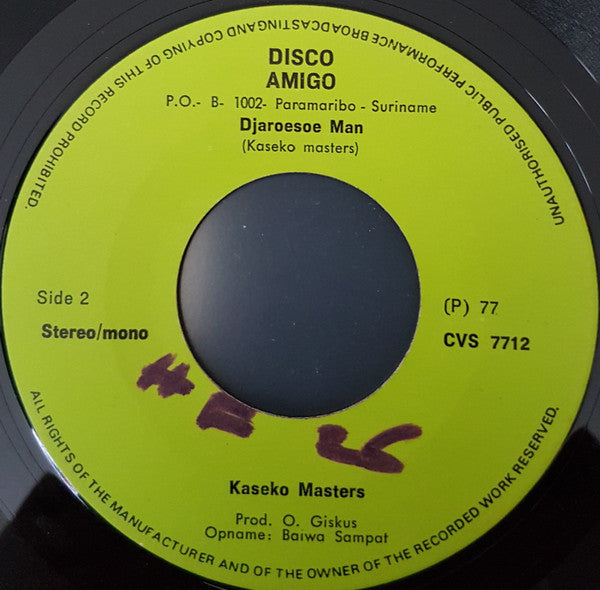 DISCO
AMIGO
P.O.- B- 1002- Paramaribo - Suriname
Djaroesoe Man
(Kaseko masters)
Side 2
Stereo/mono
(P) 77
CVS 7712
Kaseko Masters
Prod. O. Giskus
Opname: Baiwa Sampat
ALL RIGHTS OF THE MANUFACTURER AND OF THE OWNER OF THE RECORDED WORK RESERVED.
UNAUTHORISED PUBLIC PERFORMANCE BROADCASTING AND COPYING OF THIS RECORD PROHIBITED.